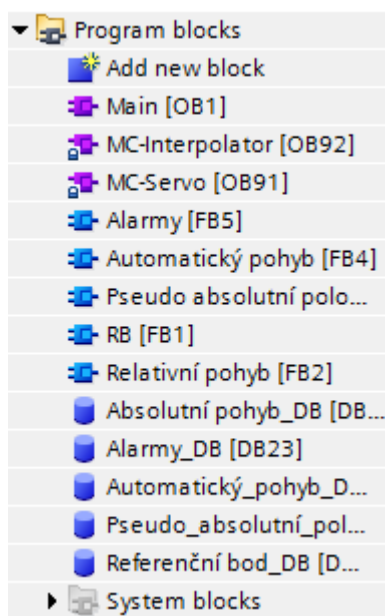 Program blocks
Add new block
Main [OB1]
MC-Interpolator [OB92]
MC-Servo [OB91]
Alarmy [FB5]
Automatický pohyb [FB4]
Pseudo absolutní polo...
RB [FB1]
Relativní pohyb [FB2]
Absolutní pohyb_DB [DB...
Alarmy_DB [DB23]
Automatický_pohyb_D...
Pseudo_absolutní_pol...
Referenční bod_DB [D...
System blocks